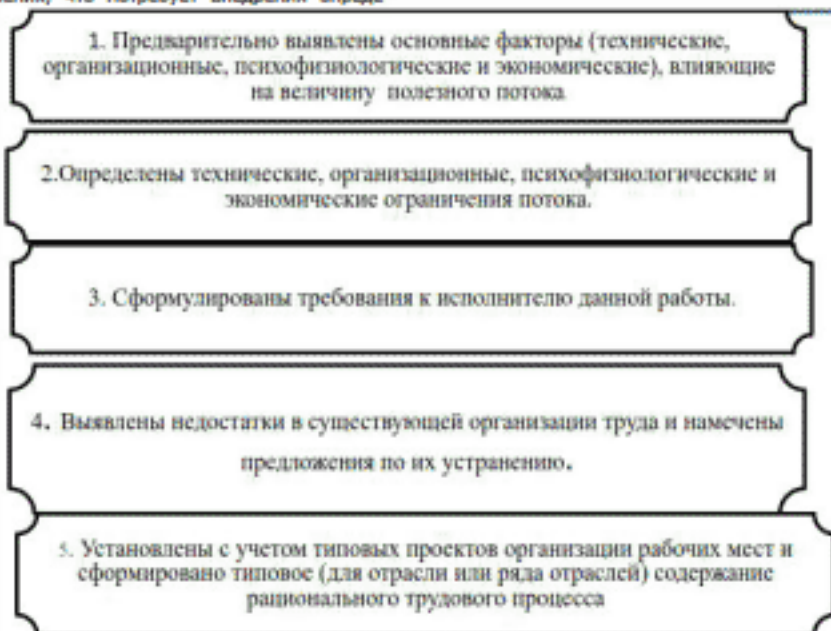 1. Предварительно выявлены основные факторы (технические,
организационные, психофизиологические и экономические), влияющие
на величину полезного потока
2.Определены технические, организационные, психофизиологические и
экономические ограничения потока.
3. Сформулированы требования к исполнителю данной работы.
4. Выявлены недостатки в существующей организации труда и намечены
предложения по их устранению.
5. Установлены с учетом типовых проектов организации рабочих мест и
сформировано типовое (для отрасли или ряда отраслей) содержание
рационального трудового процесса